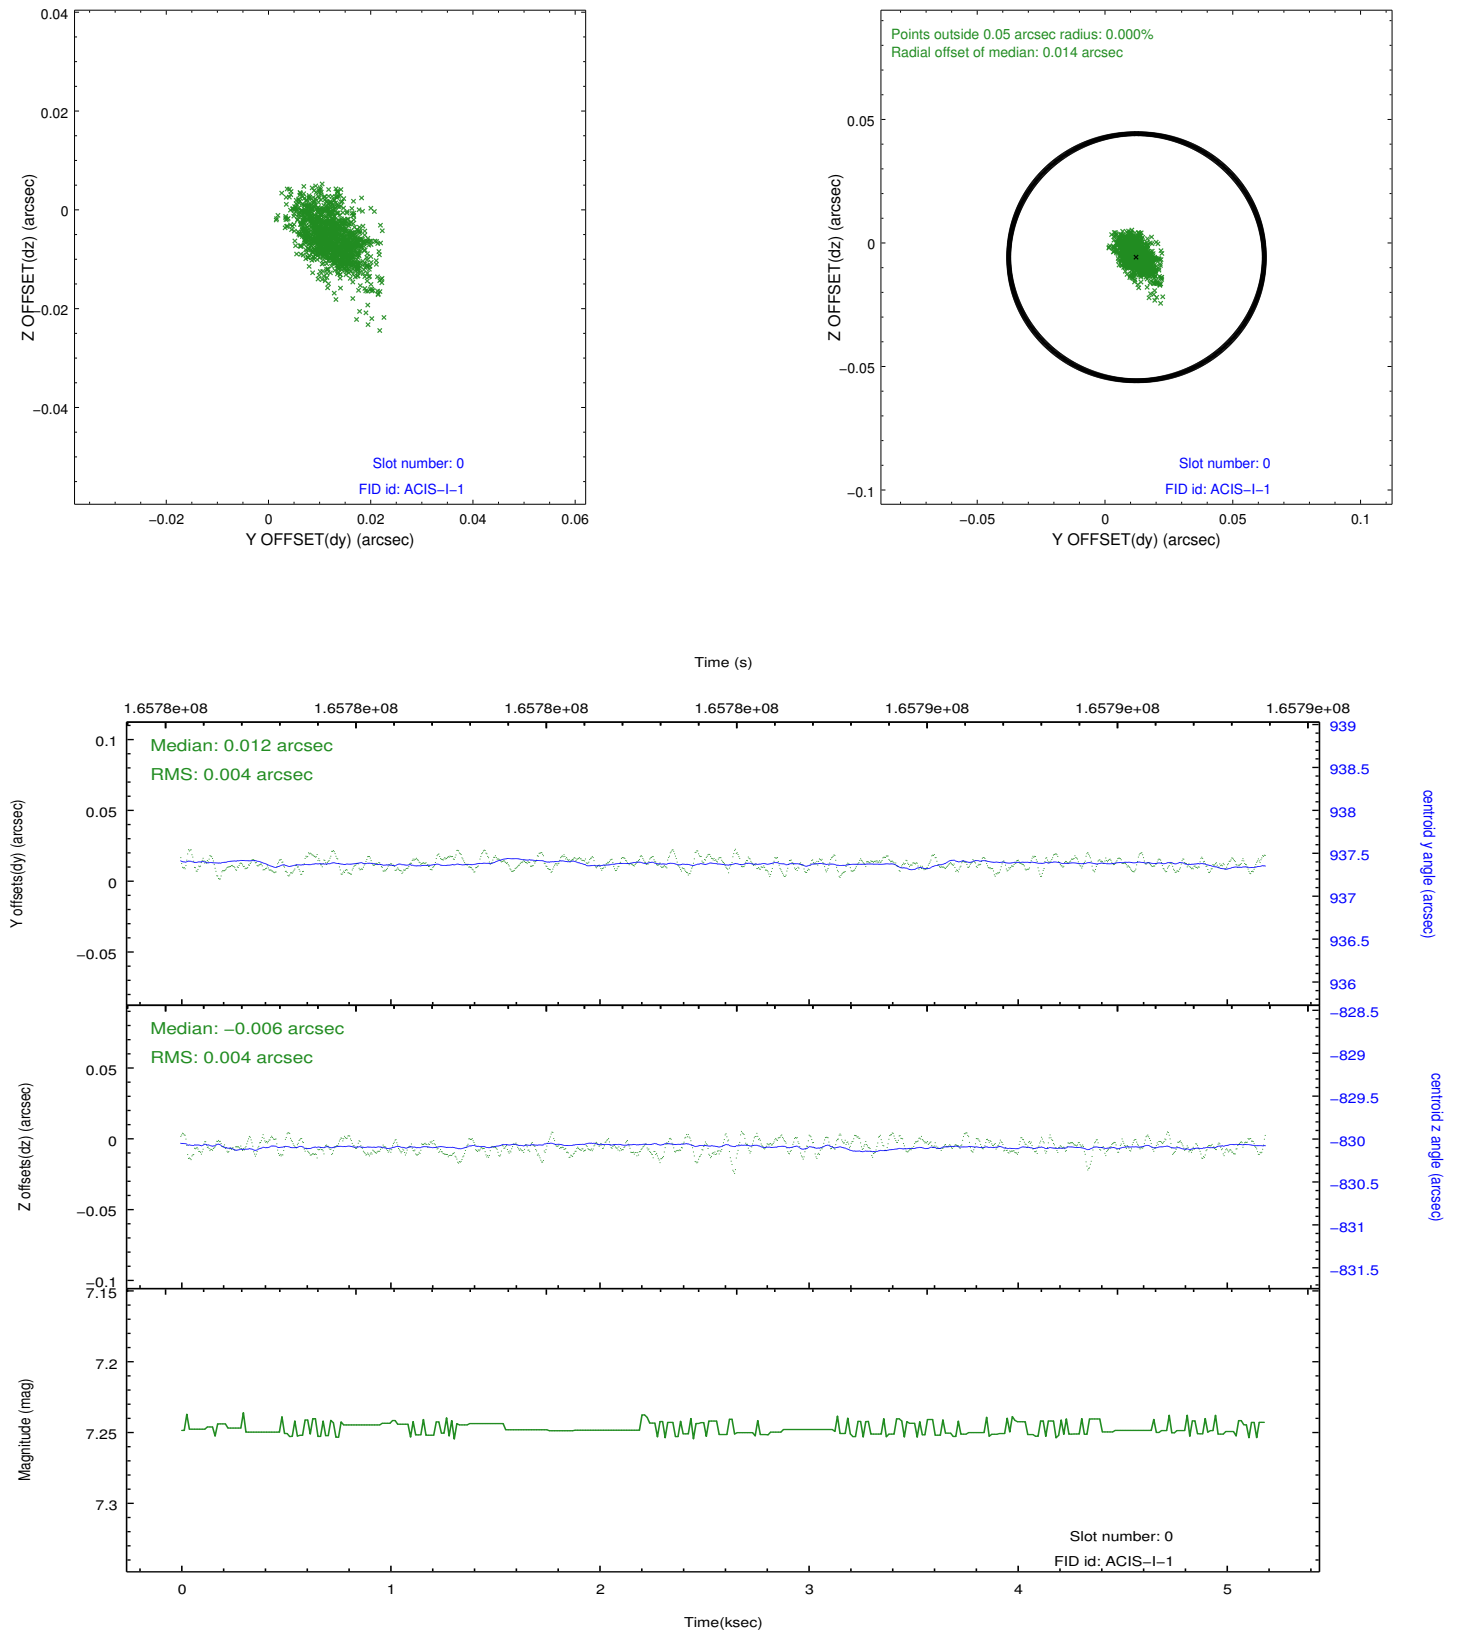 0.04
0.02
0
−0.02
−0.04
Z OFFSET(dz) (arcsec)
Slot number: 0
FID id: ACIS−I−1
−0.02 0 0.02 0.04 0.06
Y OFFSET(dy) (arcsec)
Points outside 0.05 arcsec radius: 0.000%
Radial offset of median: 0.014 arcsec
0.05
0
−0.05
−0.1
Z OFFSET(dz) (arcsec)
Slot number: 0
FID id: ACIS−I−1
−0.05 0 0.05 0.1
Y OFFSET(dy) (arcsec)
Time (s)
1.6578e+08 1.6578e+08 1.6578e+08 1.6578e+08 1.6579e+08 1.6579e+08 1.6579e+08
Median: 0.012 arcsec
RMS: 0.004 arcsec
0.1
0.05
0
−0.05
Y offsets(dy) (arcsec)
939
938.5
938
937.5
937
936.5
936
centroid y angle (arcsec)
Median: −0.006 arcsec
RMS: 0.004 arcsec
0.05
0
−0.05
−0.1
Z offsets(dz) (arcsec)
−828.5
−829
−829.5
−830
−830.5
−831
−831.5
centroid z angle (arcsec)
7.15
7.2
7.25
7.3
Magnitude (mag)
Slot number: 0
FID id: ACIS−I−1
0 1 2 3 4 5
Time(ksec)